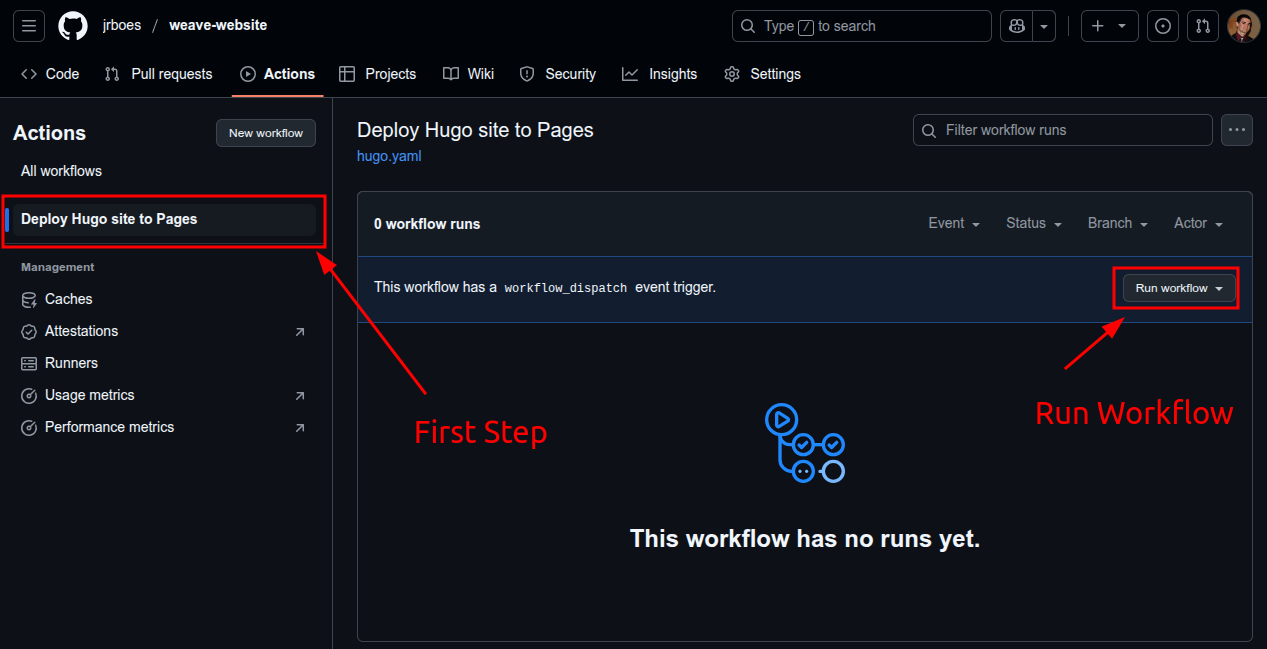 jrboes / weave-website
Type / to search
Code
Pull requests
Actions
Projects
Wiki
Security
Insights
Settings
Actions
New workflow
All workflows
Deploy Hugo site to Pages
Management
Caches
Attestations
Runners
Usage metrics
Performance metrics
Deploy Hugo site to Pages
hugo.yaml
Filter workflow runs
0 workflow runs
Event
Status
Branch
Actor
This workflow has a workflow_dispatch event trigger.
Run workflow
First Step
Run Workflow
This workflow has no runs yet.